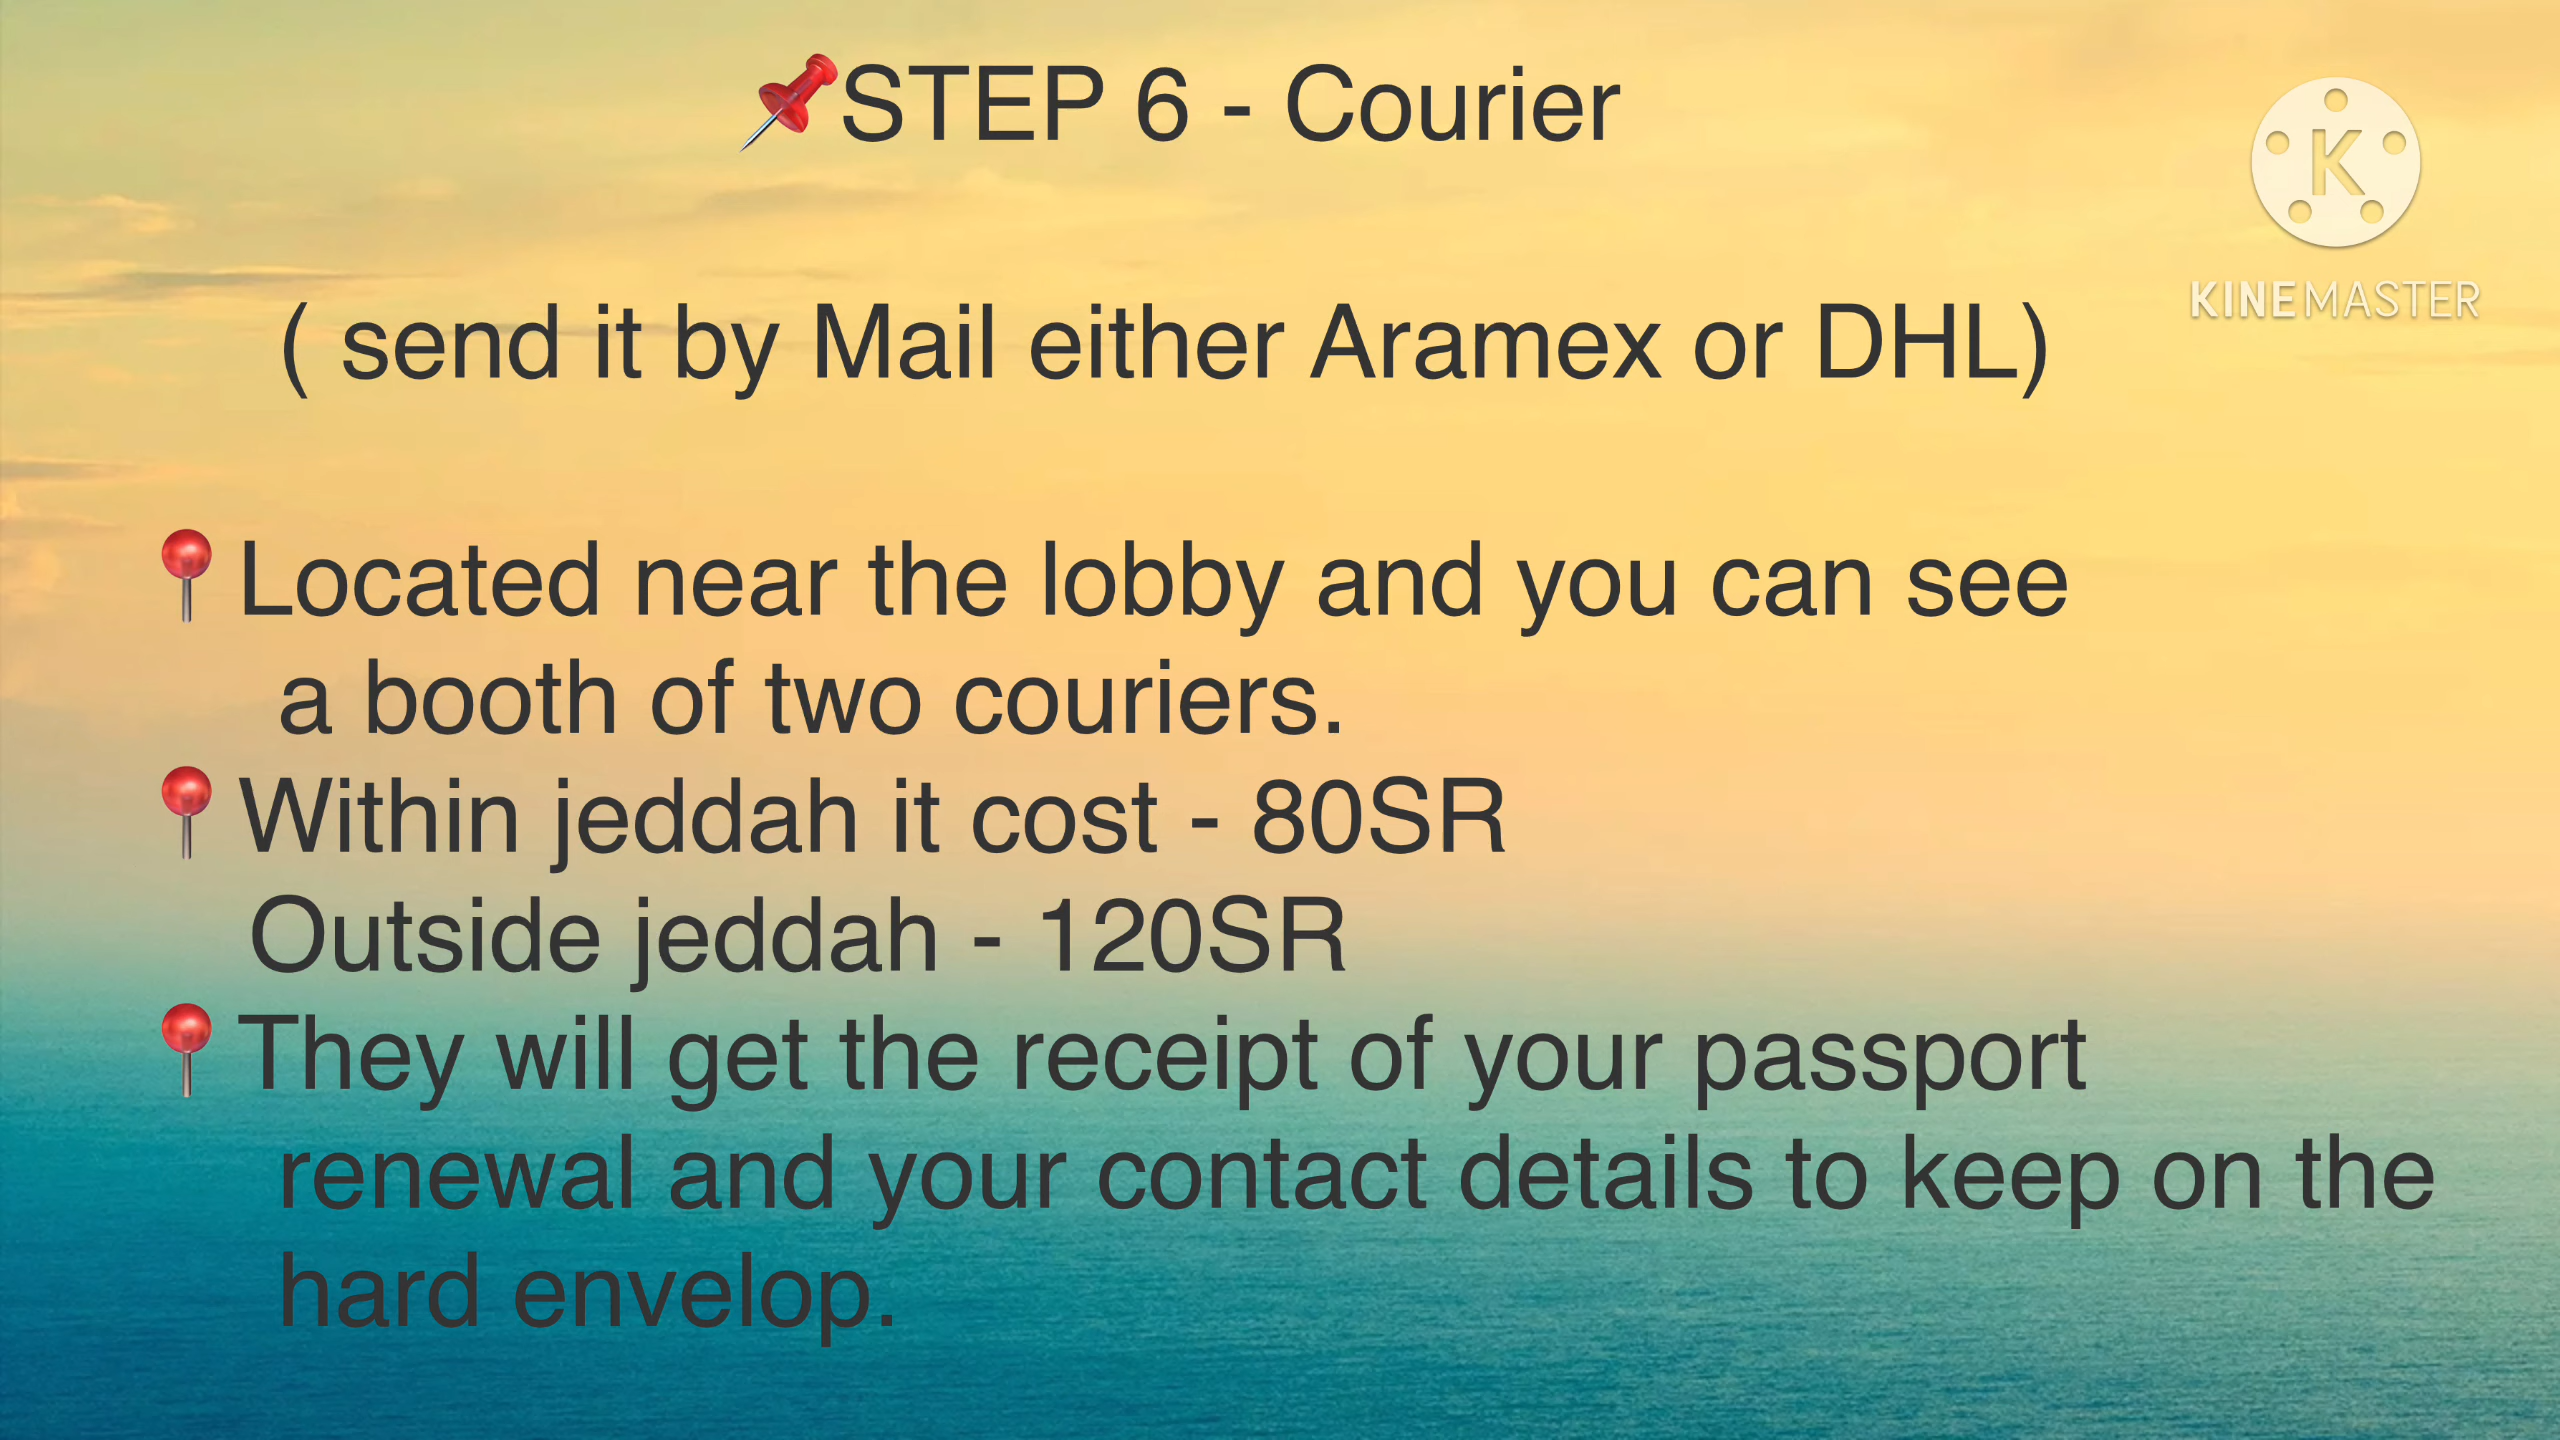 📌STEP 6 - Courier
K
KINEMASTER
( send it by Mail either Aramex or DHL)
📍Located near the lobby and you can see
a booth of two couriers.
📍Within jeddah it cost - 80SR
Outside jeddah - 120SR
📍They will get the receipt of your passport
renewal and your contact details to keep on the
hard envelop.